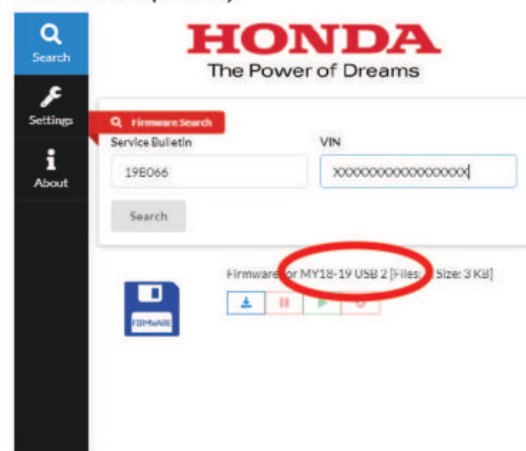 Search
HONDA
The Power of Dreams
Settings
Firmware Search
Service Bulletin VIN
About
19B066 XXXXXXXXXXXXXXXXX
Search
Firmware for MY18-19 USB 2 [Files: Size: 3 KB]
FIRMWARE